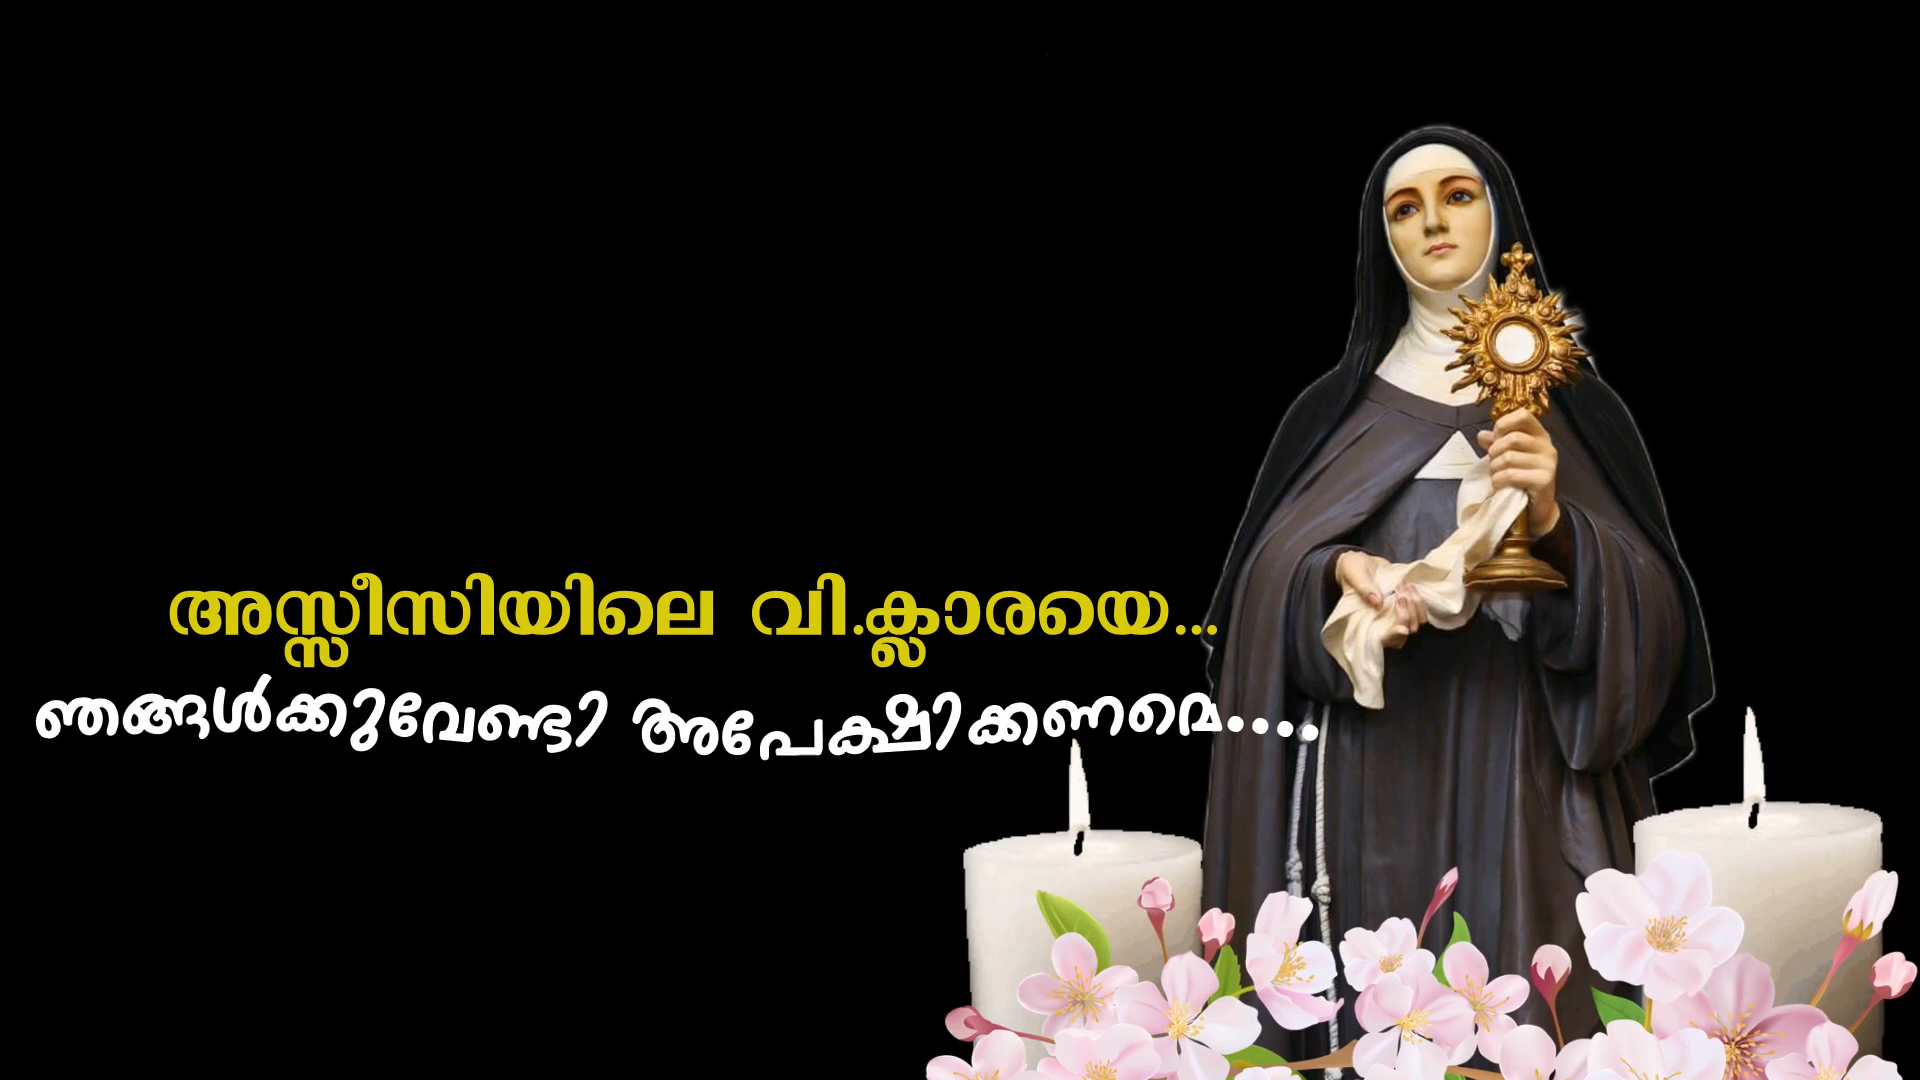 അസ്സീസിയിലെ വി.ക്ലാരയെ...
ഞങ്ങൾക്കുവേണ്ടി അപേക്ഷിക്കണമെ....